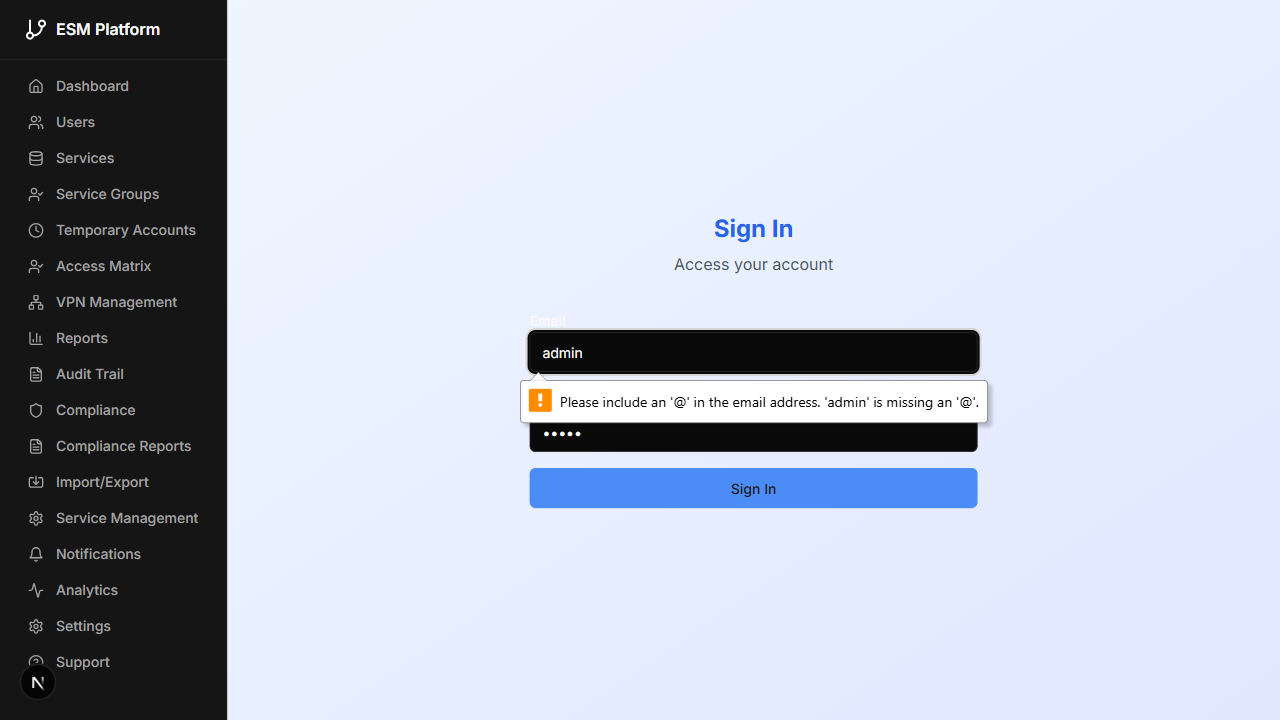 ESM Platform
Dashboard
Users
Services
Service Groups
Temporary Accounts
Access Matrix
VPN Management
Reports
Audit Trail
Compliance
Compliance Reports
Import/Export
Service Management
Notifications
Analytics
Settings
Support
N
Sign In
Access your account
Email
admin
Please include an '@' in the email address. 'admin' is missing an '@'.
•••••
Sign In